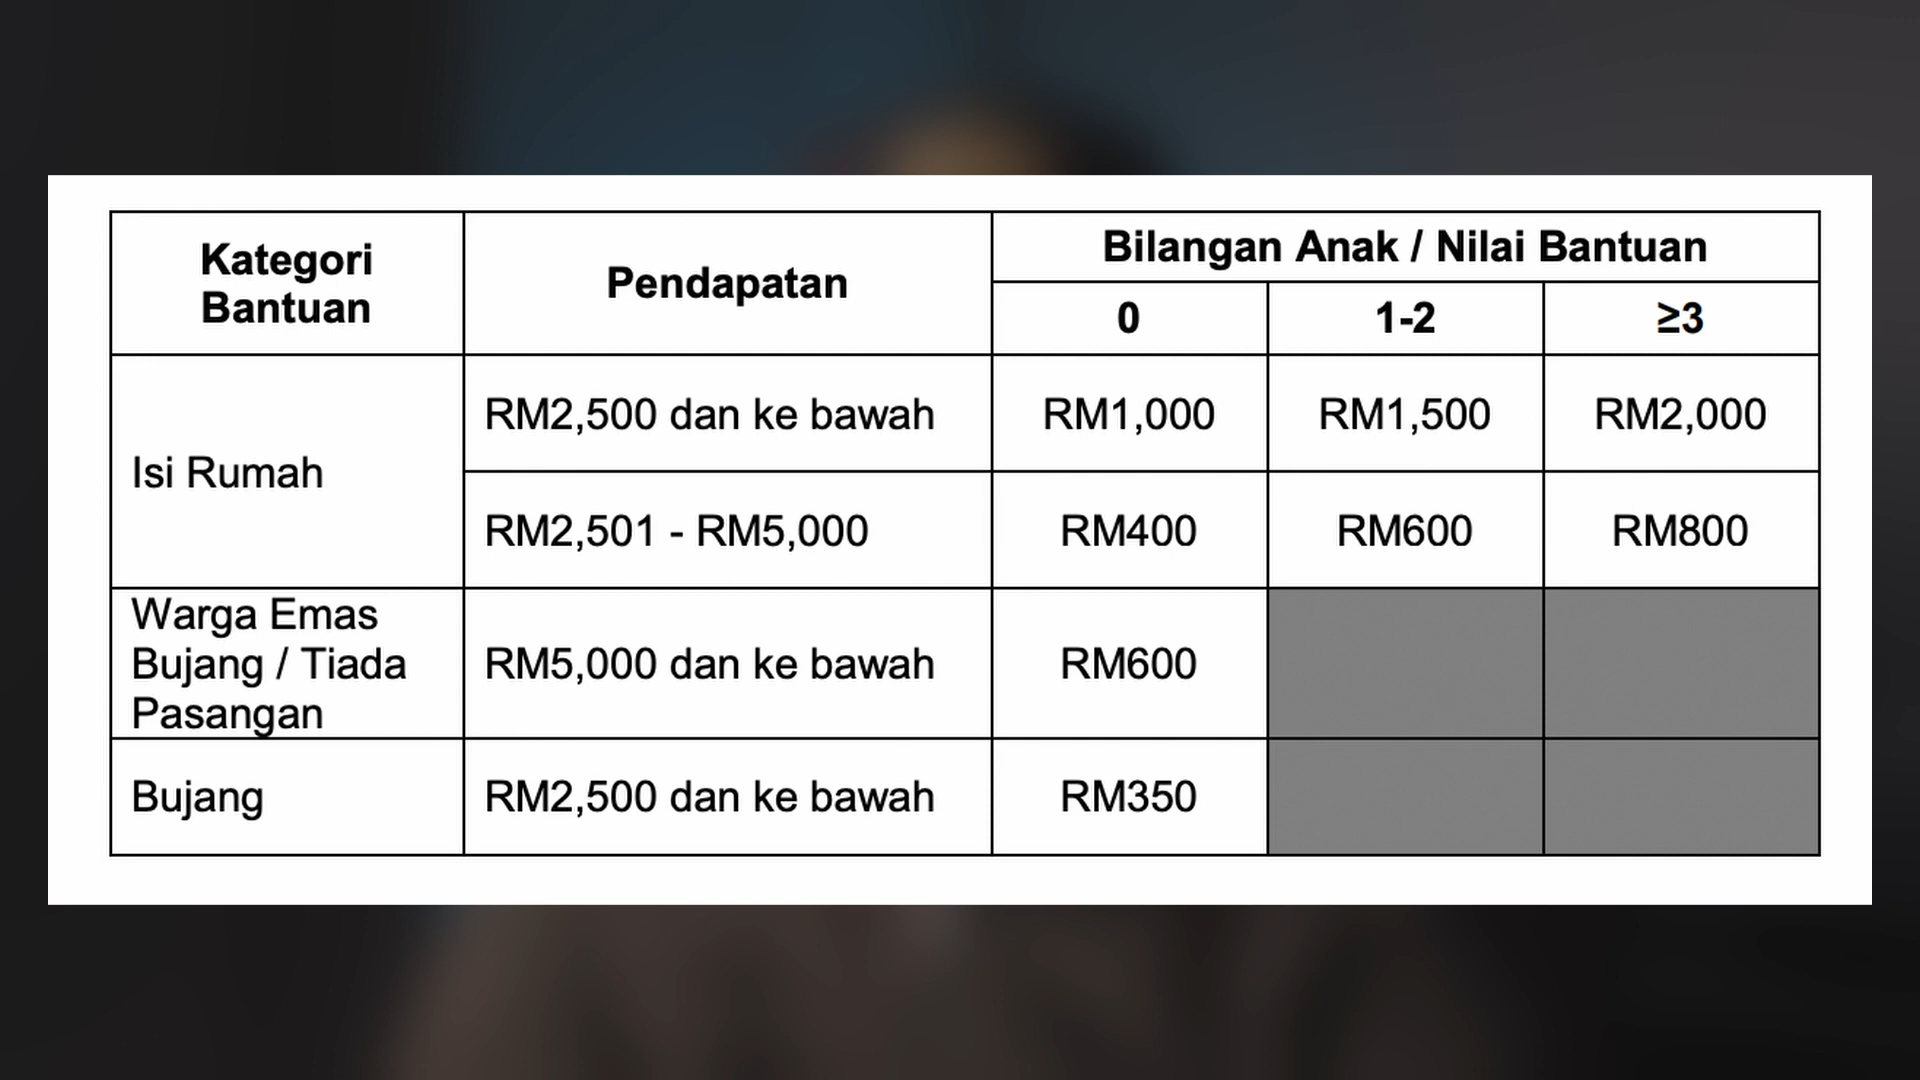 Kategori
Bantuan
Pendapatan
Bilangan Anak / Nilai Bantuan
0
1-2
≥3
Isi Rumah
RM2,500 dan ke bawah
RM1,000
RM1,500
RM2,000
RM2,501 - RM5,000
RM400
RM600
RM800
Warga Emas
Bujang / Tiada
Pasangan
RM5,000 dan ke bawah
RM600
Bujang
RM2,500 dan ke bawah
RM350